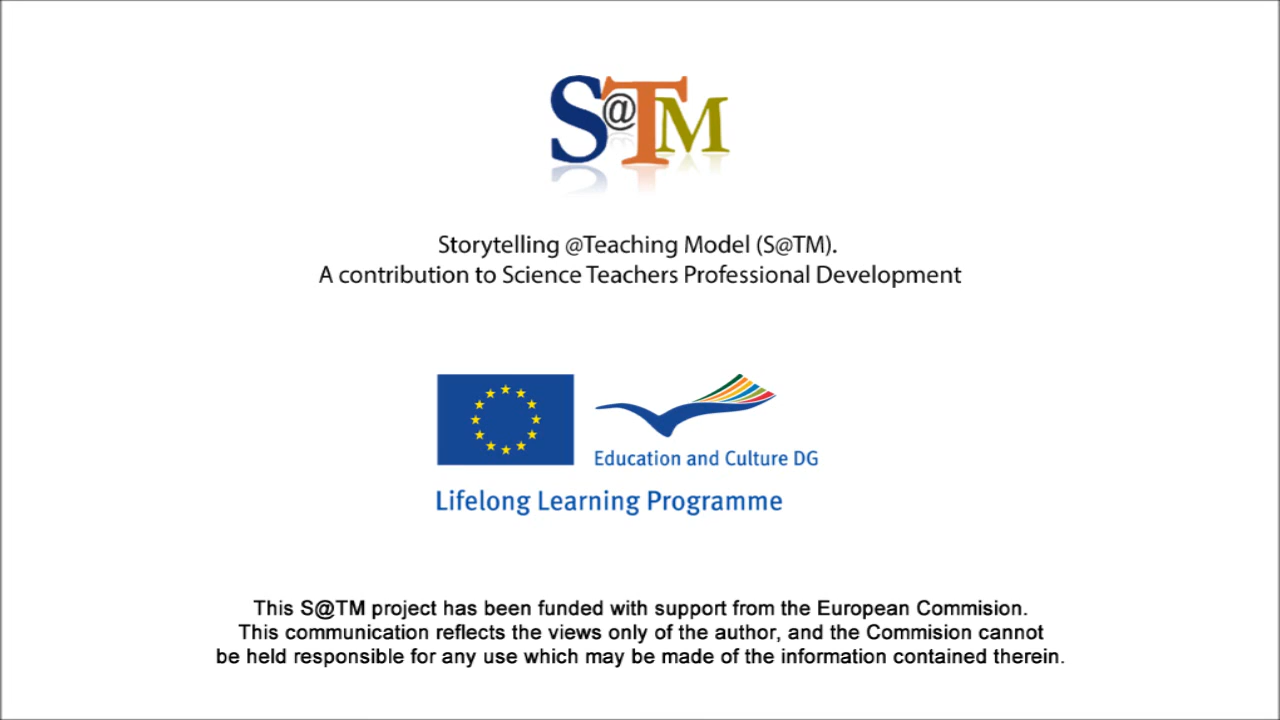 S@TM
Storytelling @Teaching Model (S@TM).
A contribution to Science Teachers Professional Development
Education and Culture DG
Lifelong Learning Programme
This S@TM project has been funded with support from the European Commision.
This communication reflects the views only of the author, and the Commision cannot
be held responsible for any use which may be made of the information contained therein.